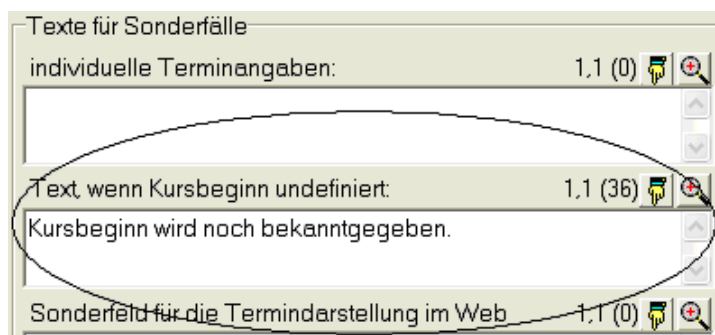 Texte für Sonderfälle
individuelle Terminangaben: 1,1 (0)
Text, wenn Kursbeginn undefiniert: 1,1 (36)
Kursbeginn wird noch bekanntgegeben.
Sonderfeld für die Termindarstellung im Web 1,1 (0)